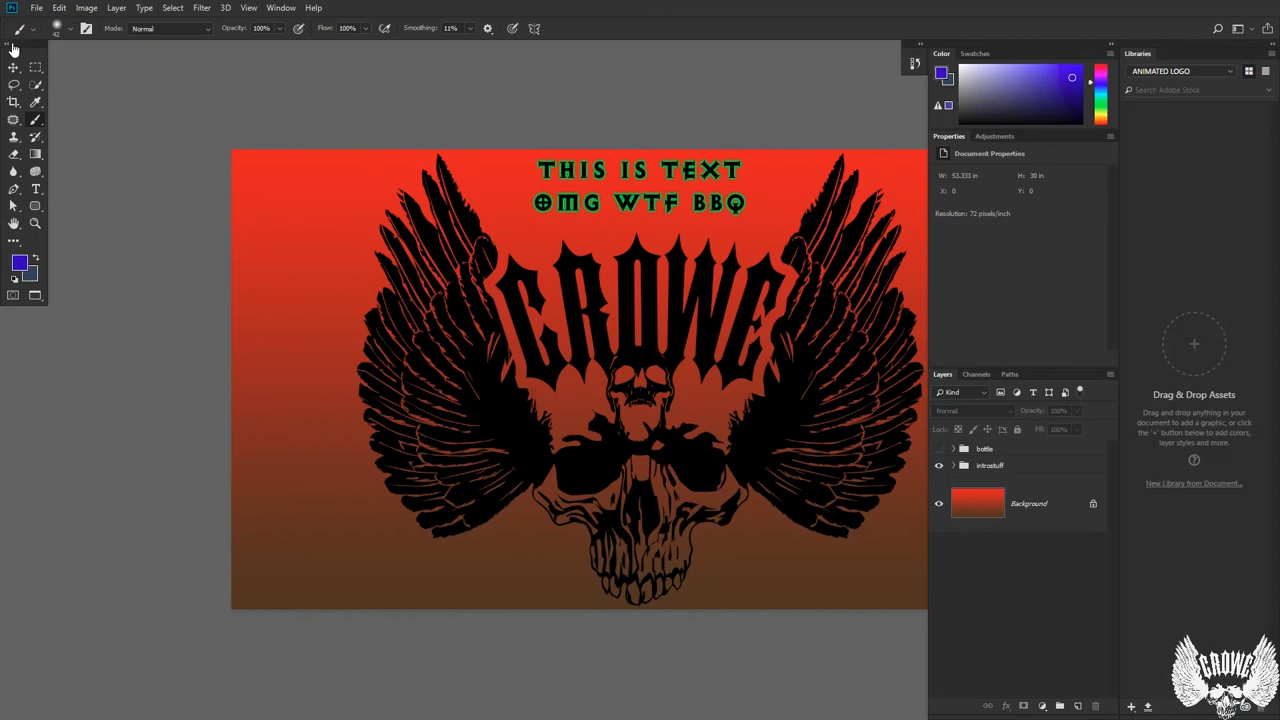 Ps File Edit Image Layer Type Select Filter 3D View Window Help
42 Mode: Normal Opacity: 100% Flow: 100% Smoothing: 11%
Color Swatches
Libraries
ANIMATED LOGO
Search Adobe Stock
Properties Adjustments
Document Properties
W: 53.333 in H: 30 in
X: 0 Y: 0
Resolution: 72 pixels/inch
THIS IS TEXT
OMG WTF BBQ
CROWE
Layers Channels Paths
Kind
Normal Opacity: 100%
Lock: Fill: 100%
bottle
introstuff
Background
Drag & Drop Assets
Drag and drop anything in your
document to add a graphic, or click
the '+' button below to add colors,
layer styles and more.
New Library from Document...
CROWE